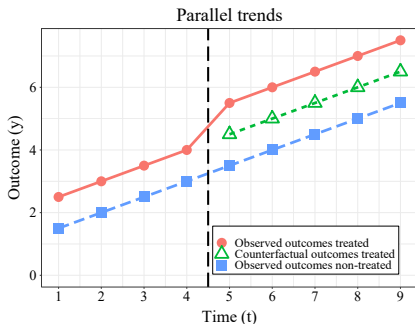 Parallel trends
Outcome (y)
6
4
2
0
Observed outcomes treated
Counterfactual outcomes treated
Observed outcomes non-treated
1 2 3 4 5 6 7 8 9
Time (t)